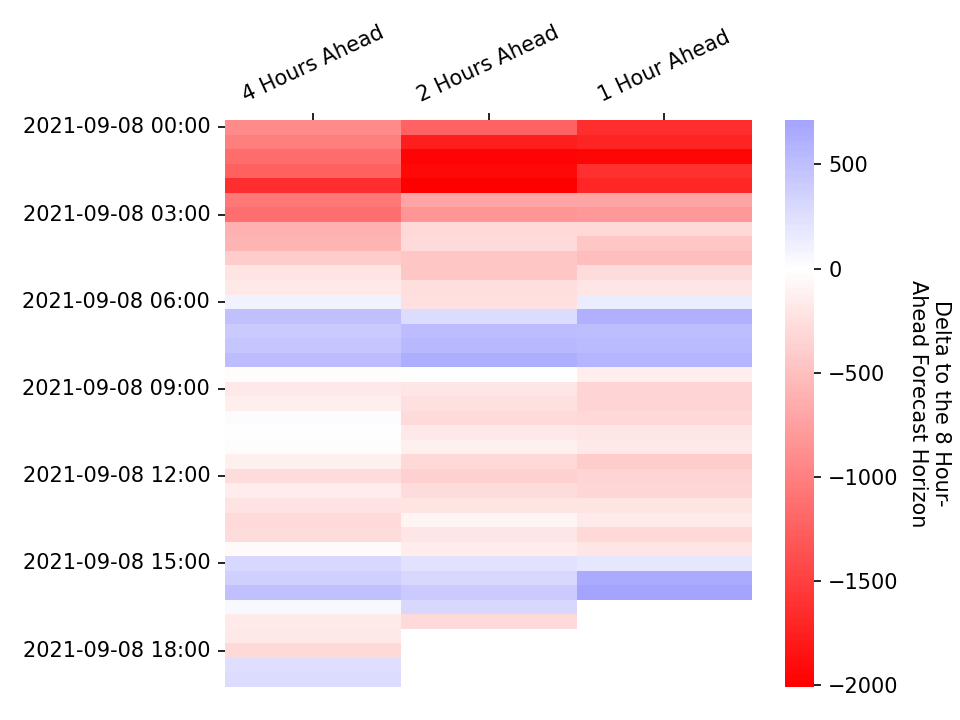 4 Hours Ahead
2 Hours Ahead
1 Hour Ahead
2021-09-08 00:00
2021-09-08 03:00
2021-09-08 06:00
2021-09-08 09:00
2021-09-08 12:00
2021-09-08 15:00
2021-09-08 18:00
500
0
−500
−1000
−1500
−2000
Delta to the 8 Hour-
Ahead Forecast Horizon